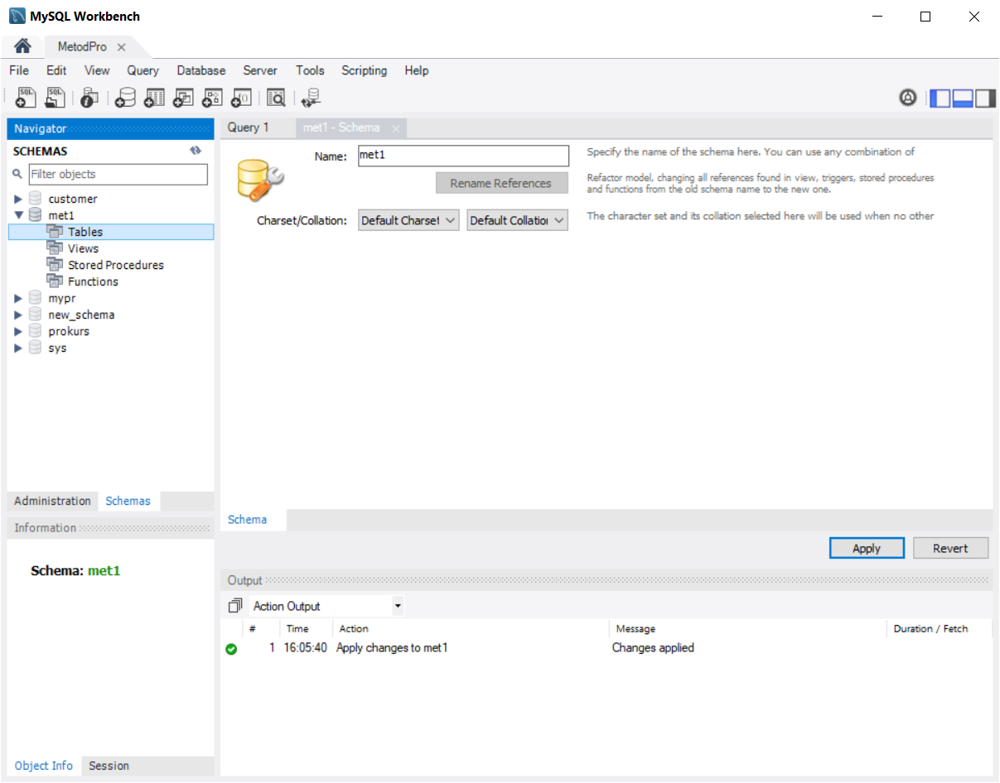 MySQL Workbench
MetodPro
File Edit View Query Database Server Tools Scripting Help
SQL SQL
Navigator
SCHEMAS
Filter objects
customer
met1
Tables
Views
Stored Procedures
Functions
mypr
new_schema
prokurs
sys
Administration Schemas
Information
Schema: met1
Object Info Session
Query 1 met1 - Schema
Name: met1 Specify the name of the schema here. You can use any combination of
Rename References Refactor model, changing all references found in view, triggers, stored procedures
and functions from the old schema name to the new one.
Charset/Collation: Default Charset Default Collation The character set and its collation selected here will be used when no other
Schema
Apply Revert
Output
Action Output
# Time Action Message Duration / Fetch
1 16:05:40 Apply changes to met1 Changes applied